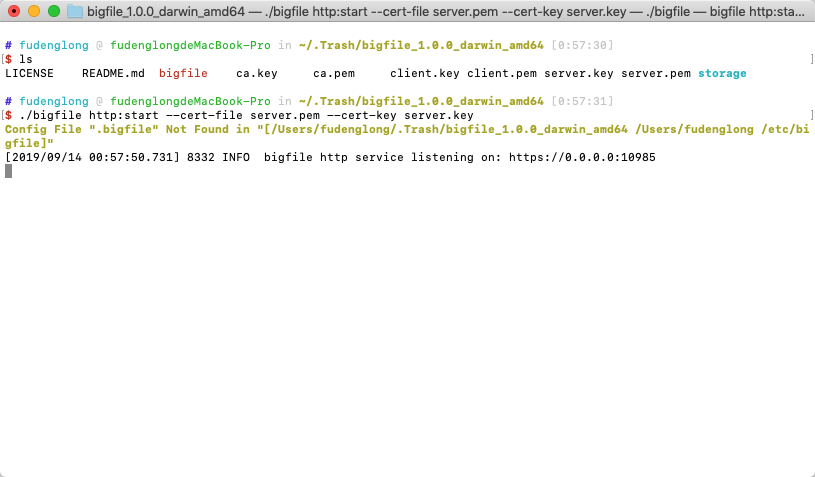 bigfile_1.0.0_darwin_amd64 — ./bigfile http:start --cert-file server.pem --cert-key server.key — ./bigfile — bigfile http:sta...
# fudenglong @ fudenglongdeMacBook-Pro in ~/.Trash/bigfile_1.0.0_darwin_amd64 [0:57:30]
[$ ls ]
LICENSE    README.md  bigfile    ca.key     ca.pem     client.key client.pem server.key server.pem storage
# fudenglong @ fudenglongdeMacBook-Pro in ~/.Trash/bigfile_1.0.0_darwin_amd64 [0:57:31]
[$ ./bigfile http:start --cert-file server.pem --cert-key server.key ]
Config File ".bigfile" Not Found in "[/Users/fudenglong/.Trash/bigfile_1.0.0_darwin_amd64 /Users/fudenglong /etc/bi
gfile]"
[2019/09/14 00:57:50.731] 8332 INFO  bigfile http service listening on: https://0.0.0.0:10985